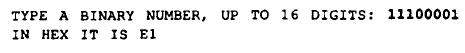 TYPE A BINARY NUMBER, UP TO 16 DIGITS: 11100001
IN HEX IT IS E1